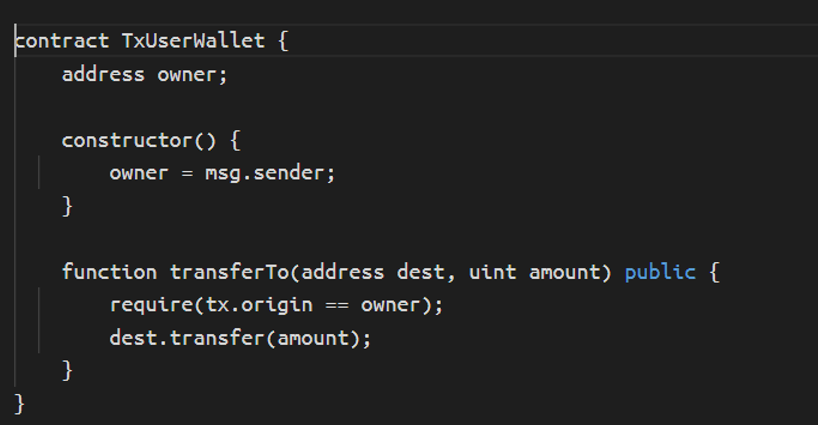 contract TxUserWallet {
address owner;
constructor() {
owner = msg.sender;
}
function transferTo(address dest, uint amount) public {
require(tx.origin == owner);
dest.transfer(amount);
}
}